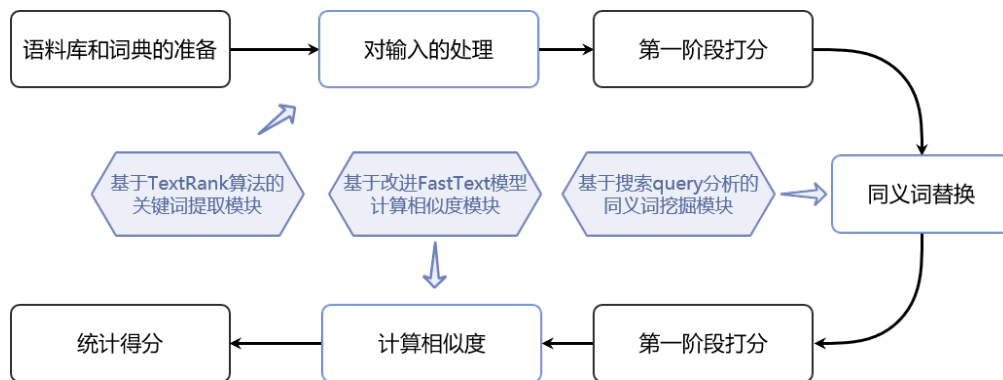 语料库和词典的准备
对输入的处理
第一阶段打分
基于TextRank算法的
关键词提取模块
基于改进FastText模型
计算相似度模块
基于搜索query分析的
同义词挖掘模块
同义词替换
统计得分
计算相似度
第一阶段打分